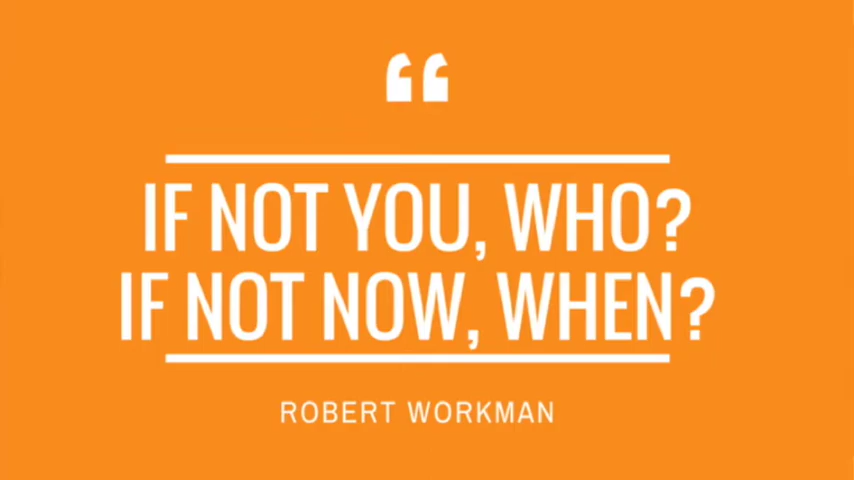 “
IF NOT YOU, WHO?
IF NOT NOW, WHEN?
ROBERT WORKMAN